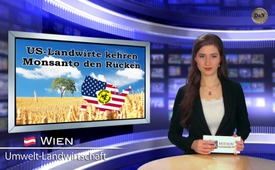 US-Landwirte kehren
Monsanto den Rücken
WIEN
Umwelt-Landwirtschaft